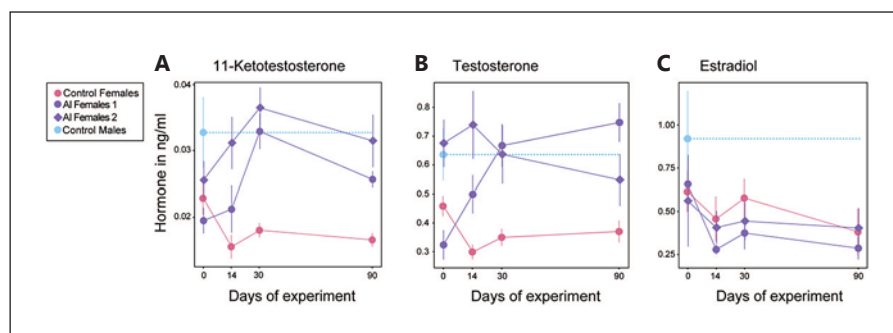 A
11-Ketotestosterone
B
Testosterone
C
Estradiol
Control Females
AI Females 1
AI Females 2
Control Males
Hormone in ng/ml
0.04
0.03
0.02
0.8
0.7
0.6
0.5
0.4
0.3
1.00
0.75
0.50
0.25
0 14 30 90
0 14 30 90
0 14 30 90
Days of experiment
Days of experiment
Days of experiment